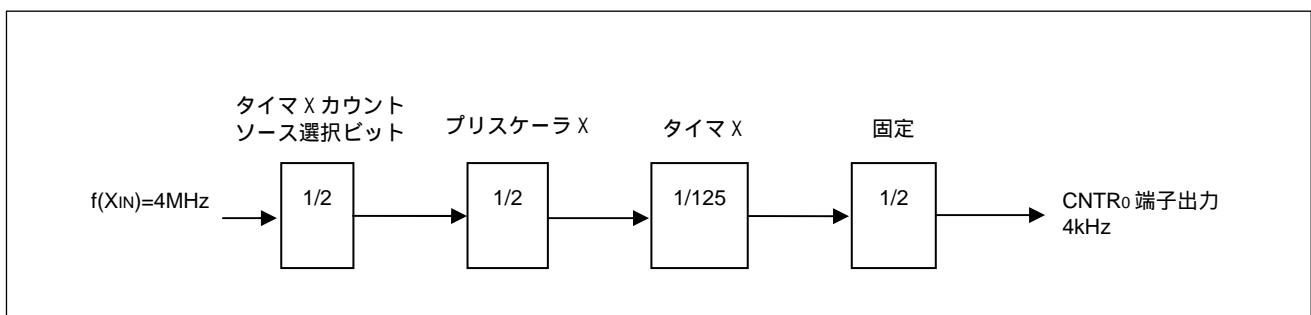 タイマ X カウント
ソース選択ビット
プリスケーラ X
タイマ X
固定
f(XIN)=4MHz
1/2
1/2
1/125
1/2
CNTR0 端子出力
4kHz